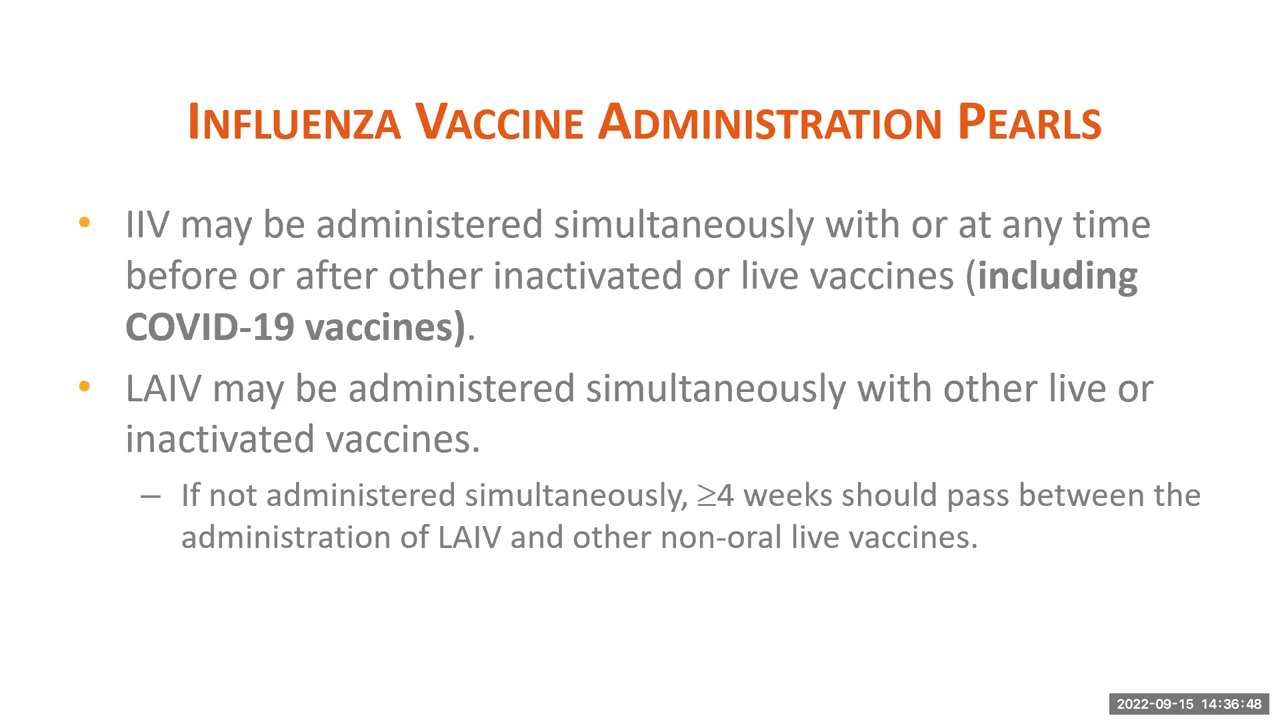 INFLUENZA VACCINE ADMINISTRATION PEARLS
• IIV may be administered simultaneously with or at any time
before or after other inactivated or live vaccines (including
COVID-19 vaccines).
• LAIV may be administered simultaneously with other live or
inactivated vaccines.
– If not administered simultaneously, ≥4 weeks should pass between the
administration of LAIV and other non-oral live vaccines.
2022-09-15 14:36:48